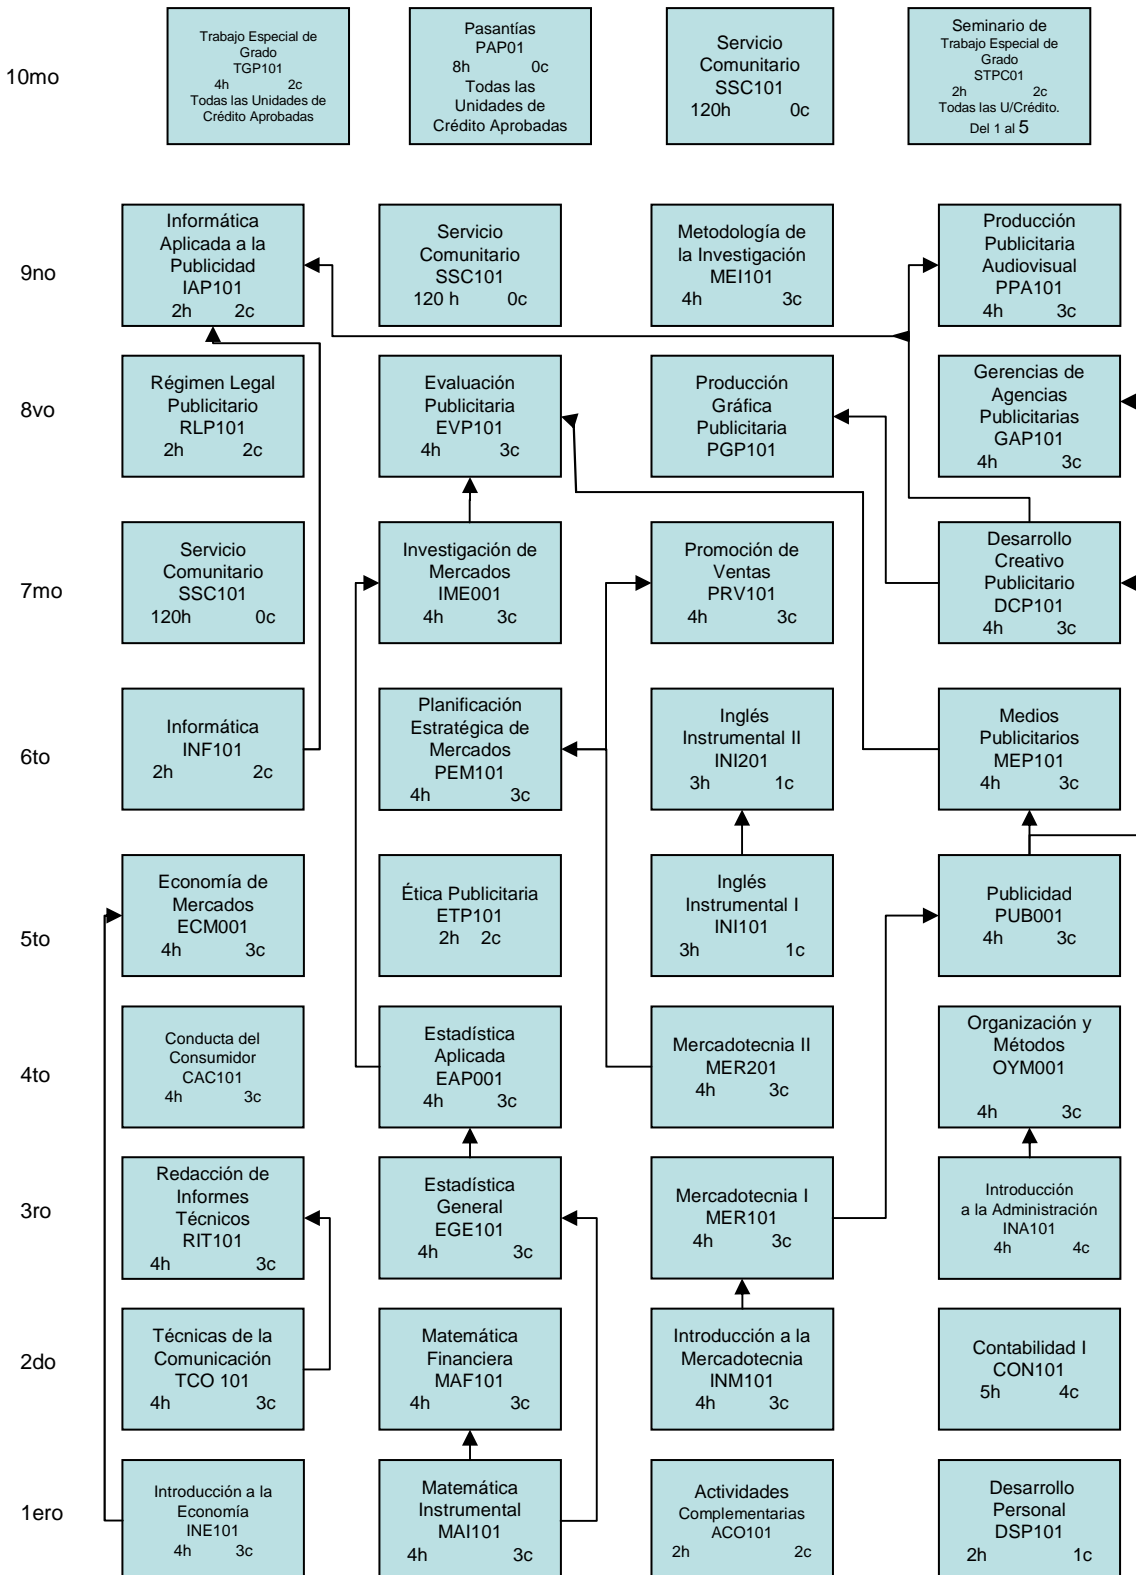 10mo
Trabajo Especial de
Grado
TGP101
4h 2c
Todas las Unidades de
Crédito Aprobadas
Pasantías
PAP01
8h 0c
Todas las
Unidades de
Crédito Aprobadas
Servicio
Comunitario
SSC101
120h 0c
Seminario de
Trabajo Especial de
Grado
STPC01
2h 2c
Todas las U/Crédito.
Del 1 al 5
9no
Informática
Aplicada a la
Publicidad
IAP101
2h 2c
Servicio
Comunitario
SSC101
120 h 0c
Metodología de
la Investigación
MEI101
4h 3c
Producción
Publicitaria
Audiovisual
PPA101
4h 3c
8vo
Régimen Legal
Publicitario
RLP101
2h 2c
Evaluación
Publicitaria
EVP101
4h 3c
Producción
Gráfica
Publicitaria
PGP101
Gerencias de
Agencias
Publicitarias
GAP101
4h 3c
7mo
Servicio
Comunitario
SSC101
120h 0c
Investigación de
Mercados
IME001
4h 3c
Promoción de
Ventas
PRV101
4h 3c
Desarrollo
Creativo
Publicitario
DCP101
4h 3c
6to
Informática
INF101
2h 2c
Planificación
Estratégica de
Mercados
PEM101
4h 3c
Inglés
Instrumental II
INI201
3h 1c
Medios
Publicitarios
MEP101
4h 3c
5to
Economía de
Mercados
ECM001
4h 3c
Ética Publicitaria
ETP101
2h 2c
Inglés
Instrumental I
INI101
3h 1c
Publicidad
PUB001
4h 3c
4to
Conducta del
Consumidor
CAC101
4h 3c
Estadística
Aplicada
EAP001
4h 3c
Mercadotecnia II
MER201
4h 3c
Organización y
Métodos
OYM001
4h 3c
3ro
Redacción de
Informes
Técnicos
RIT101
4h 3c
Estadística
General
EGE101
4h 3c
Mercadotecnia I
MER101
4h 3c
Introducción
a la Administración
INA101
4h 4c
2do
Técnicas de la
Comunicación
TCO 101
4h 3c
Matemática
Financiera
MAF101
4h 3c
Introducción a la
Mercadotecnia
INM101
4h 3c
Contabilidad I
CON101
5h 4c
1ero
Introducción a la
Economía
INE101
4h 3c
Matemática
Instrumental
MAI101
4h 3c
Actividades
Complementarias
ACO101
2h 2c
Desarrollo
Personal
DSP101
2h 1c